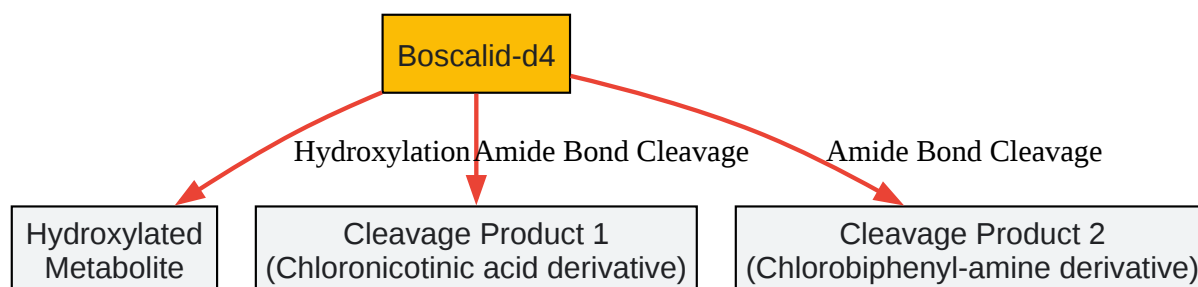 Boscalid-d4
Hydroxylation
Amide Bond Cleavage
Amide Bond Cleavage
Hydroxylated
Metabolite
Cleavage Product 1
(Chloronicotinic acid derivative)
Cleavage Product 2
(Chlorobiphenyl-amine derivative)